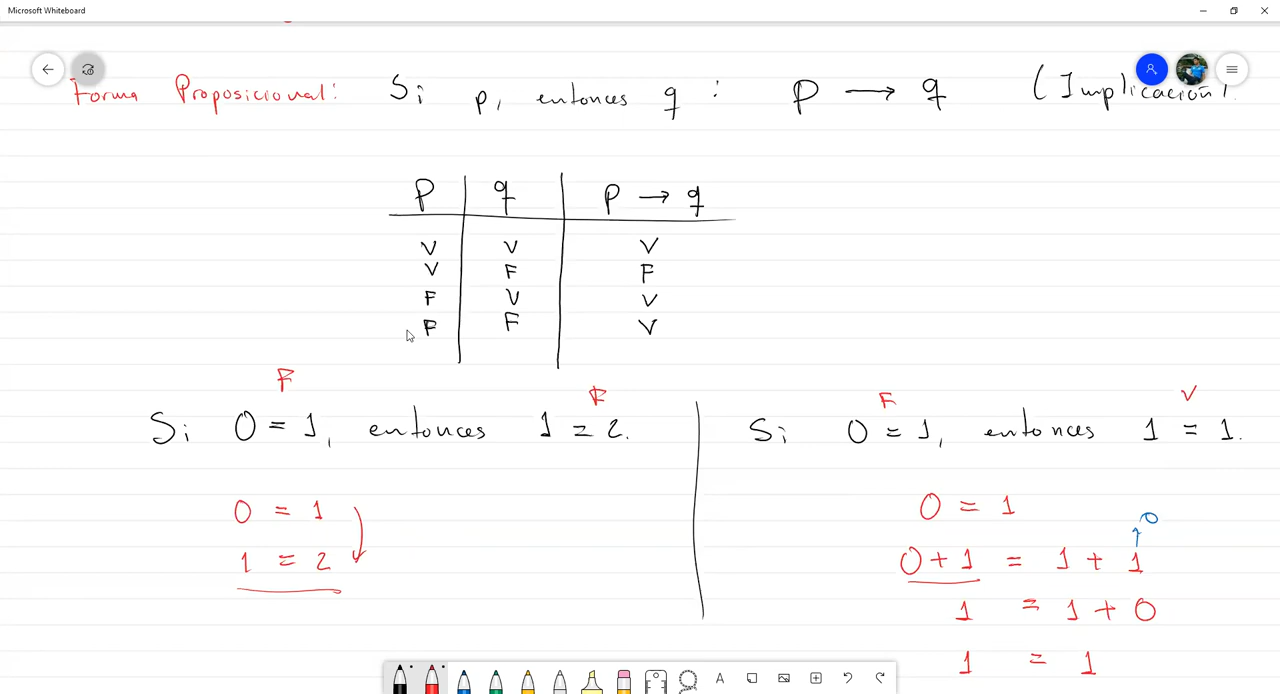 Microsoft Whiteboard
Forma Proposicional: Si p, entonces q : P → q (Implicación).
P q P → q
V V V
V F F
F V V
F F V
F F
Si 0 = 1, entonces 1 = 2.
0 = 1
1 = 2
F V
Si 0 = 1, entonces 1 = 1.
0 = 1
0
0 + 1 = 1 + 1
1 = 1 + 0
1 = 1
A